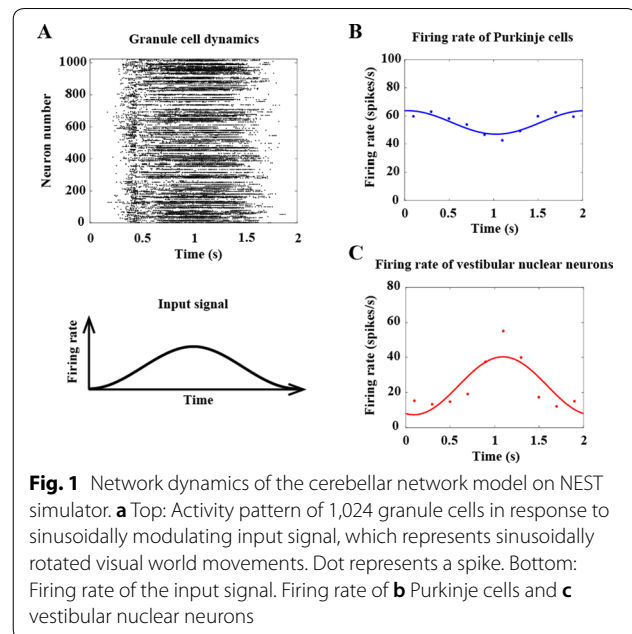 A
Granule cell dynamics
1000
800
600
400
200
0
Neuron number
0 0.5 1 1.5 2
Time (s)
Input signal
Firing rate
Time
B
Firing rate of Purkinje cells
100
80
60
40
20
0
Firing rate (spikes/s)
0 0.5 1 1.5 2
Time (s)
C
Firing rate of vestibular nuclear neurons
80
60
40
20
0
Firing rate (spikes/s)
0 0.5 1 1.5 2
Time (s)
Fig. 1 Network dynamics of the cerebellar network model on NEST
simulator. a Top: Activity pattern of 1,024 granule cells in response to
sinusoidally modulating input signal, which represents sinusoidally
rotated visual world movements. Dot represents a spike. Bottom:
Firing rate of the input signal. Firing rate of b Purkinje cells and c
vestibular nuclear neurons